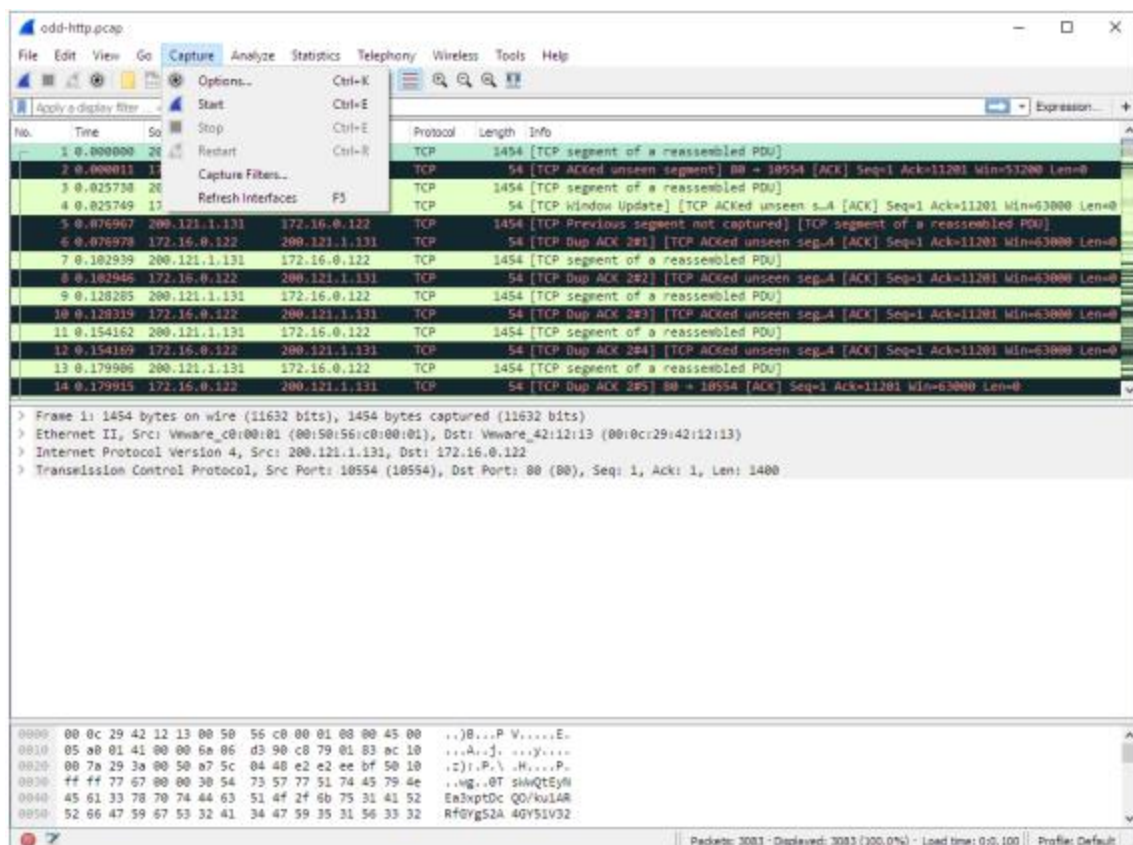 odd-http.pcap
File Edit View Go Capture Analyze Statistics Telephony Wireless Tools Help
Options... Ctrl+K
Start Ctrl+E
Stop Ctrl+E
Restart Ctrl+R
Capture Filters...
Refresh Interfaces F5
Apply a display filter ... Expression... +
No. Time So Protocol Length Info
1 0.000000 20 TCP 1454 [TCP segment of a reassembled PDU]
2 0.000011 17 TCP 54 [TCP ACKed unseen segment] 80 → 10554 [ACK] Seq=1 Ack=11201 Win=53200 Len=0
3 0.025738 20 TCP 1454 [TCP segment of a reassembled PDU]
4 0.025749 17 TCP 54 [TCP Window Update] [TCP ACKed unseen s…4 [ACK] Seq=1 Ack=11201 Win=63000 Len=0
5 0.076967 200.121.1.131 172.16.0.122 TCP 1454 [TCP Previous segment not captured] [TCP segment of a reassembled PDU]
6 0.076978 172.16.0.122 200.121.1.131 TCP 54 [TCP Dup ACK 2#1] [TCP ACKed unseen seg…4 [ACK] Seq=1 Ack=11201 Win=63000 Len=0
7 0.102939 200.121.1.131 172.16.0.122 TCP 1454 [TCP segment of a reassembled PDU]
8 0.102946 172.16.0.122 200.121.1.131 TCP 54 [TCP Dup ACK 2#2] [TCP ACKed unseen seg…4 [ACK] Seq=1 Ack=11201 Win=63000 Len=0
9 0.128285 200.121.1.131 172.16.0.122 TCP 1454 [TCP segment of a reassembled PDU]
10 0.128319 172.16.0.122 200.121.1.131 TCP 54 [TCP Dup ACK 2#3] [TCP ACKed unseen seg…4 [ACK] Seq=1 Ack=11201 Win=63000 Len=0
11 0.154162 200.121.1.131 172.16.0.122 TCP 1454 [TCP segment of a reassembled PDU]
12 0.154169 172.16.0.122 200.121.1.131 TCP 54 [TCP Dup ACK 2#4] [TCP ACKed unseen seg…4 [ACK] Seq=1 Ack=11201 Win=63000 Len=0
13 0.179906 200.121.1.131 172.16.0.122 TCP 1454 [TCP segment of a reassembled PDU]
14 0.179915 172.16.0.122 200.121.1.131 TCP 54 [TCP Dup ACK 2#5] 80 → 10554 [ACK] Seq=1 Ack=11201 Win=63000 Len=0
> Frame 1: 1454 bytes on wire (11632 bits), 1454 bytes captured (11632 bits)
> Ethernet II, Src: Vmware_c0:00:01 (00:50:56:c0:00:01), Dst: Vmware_42:12:13 (00:0c:29:42:12:13)
> Internet Protocol Version 4, Src: 200.121.1.131, Dst: 172.16.0.122
> Transmission Control Protocol, Src Port: 10554 (10554), Dst Port: 80 (80), Seq: 1, Ack: 1, Len: 1400
0000 00 0c 29 42 12 13 00 50 56 c0 00 01 08 00 45 00 ..)B...P V.....E.
0010 05 a0 01 41 00 00 6a 06 d3 90 c8 79 01 83 ac 10 ...A..j. ...y....
0020 00 7a 29 3a 00 50 a7 5c 04 48 e2 e2 ee bf 50 10 .z):.P.\ .H....P.
0030 ff ff 77 67 00 00 30 54 73 57 77 51 74 45 79 4e ..wg..0T sWwQtEyN
0040 45 61 33 78 70 74 44 63 51 4f 2f 6b 75 31 41 52 Ea3xptDc QO/ku1AR
0050 52 66 47 59 67 53 32 41 34 47 59 35 31 56 33 32 RfGYgS2A 4GY51V32
Packets: 3083 · Displayed: 3083 (100.0%) · Load time: 0:0.100 Profile: Default